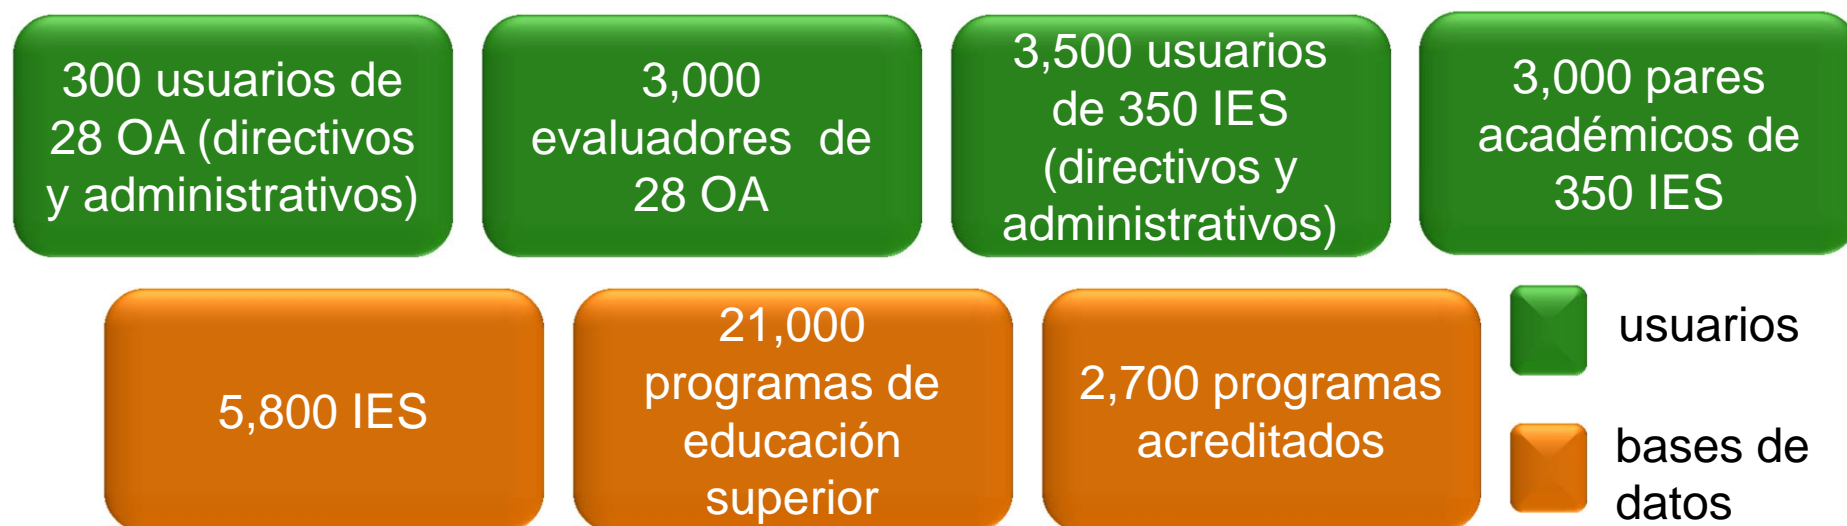 300 usuarios de
28 OA (directivos
y administrativos)
3,000
evaluadores de
28 OA
3,500 usuarios
de 350 IES
(directivos y
administrativos)
3,000 pares
académicos de
350 IES
5,800 IES
21,000
programas de
educación
superior
2,700 programas
acreditados
usuarios
bases de
datos